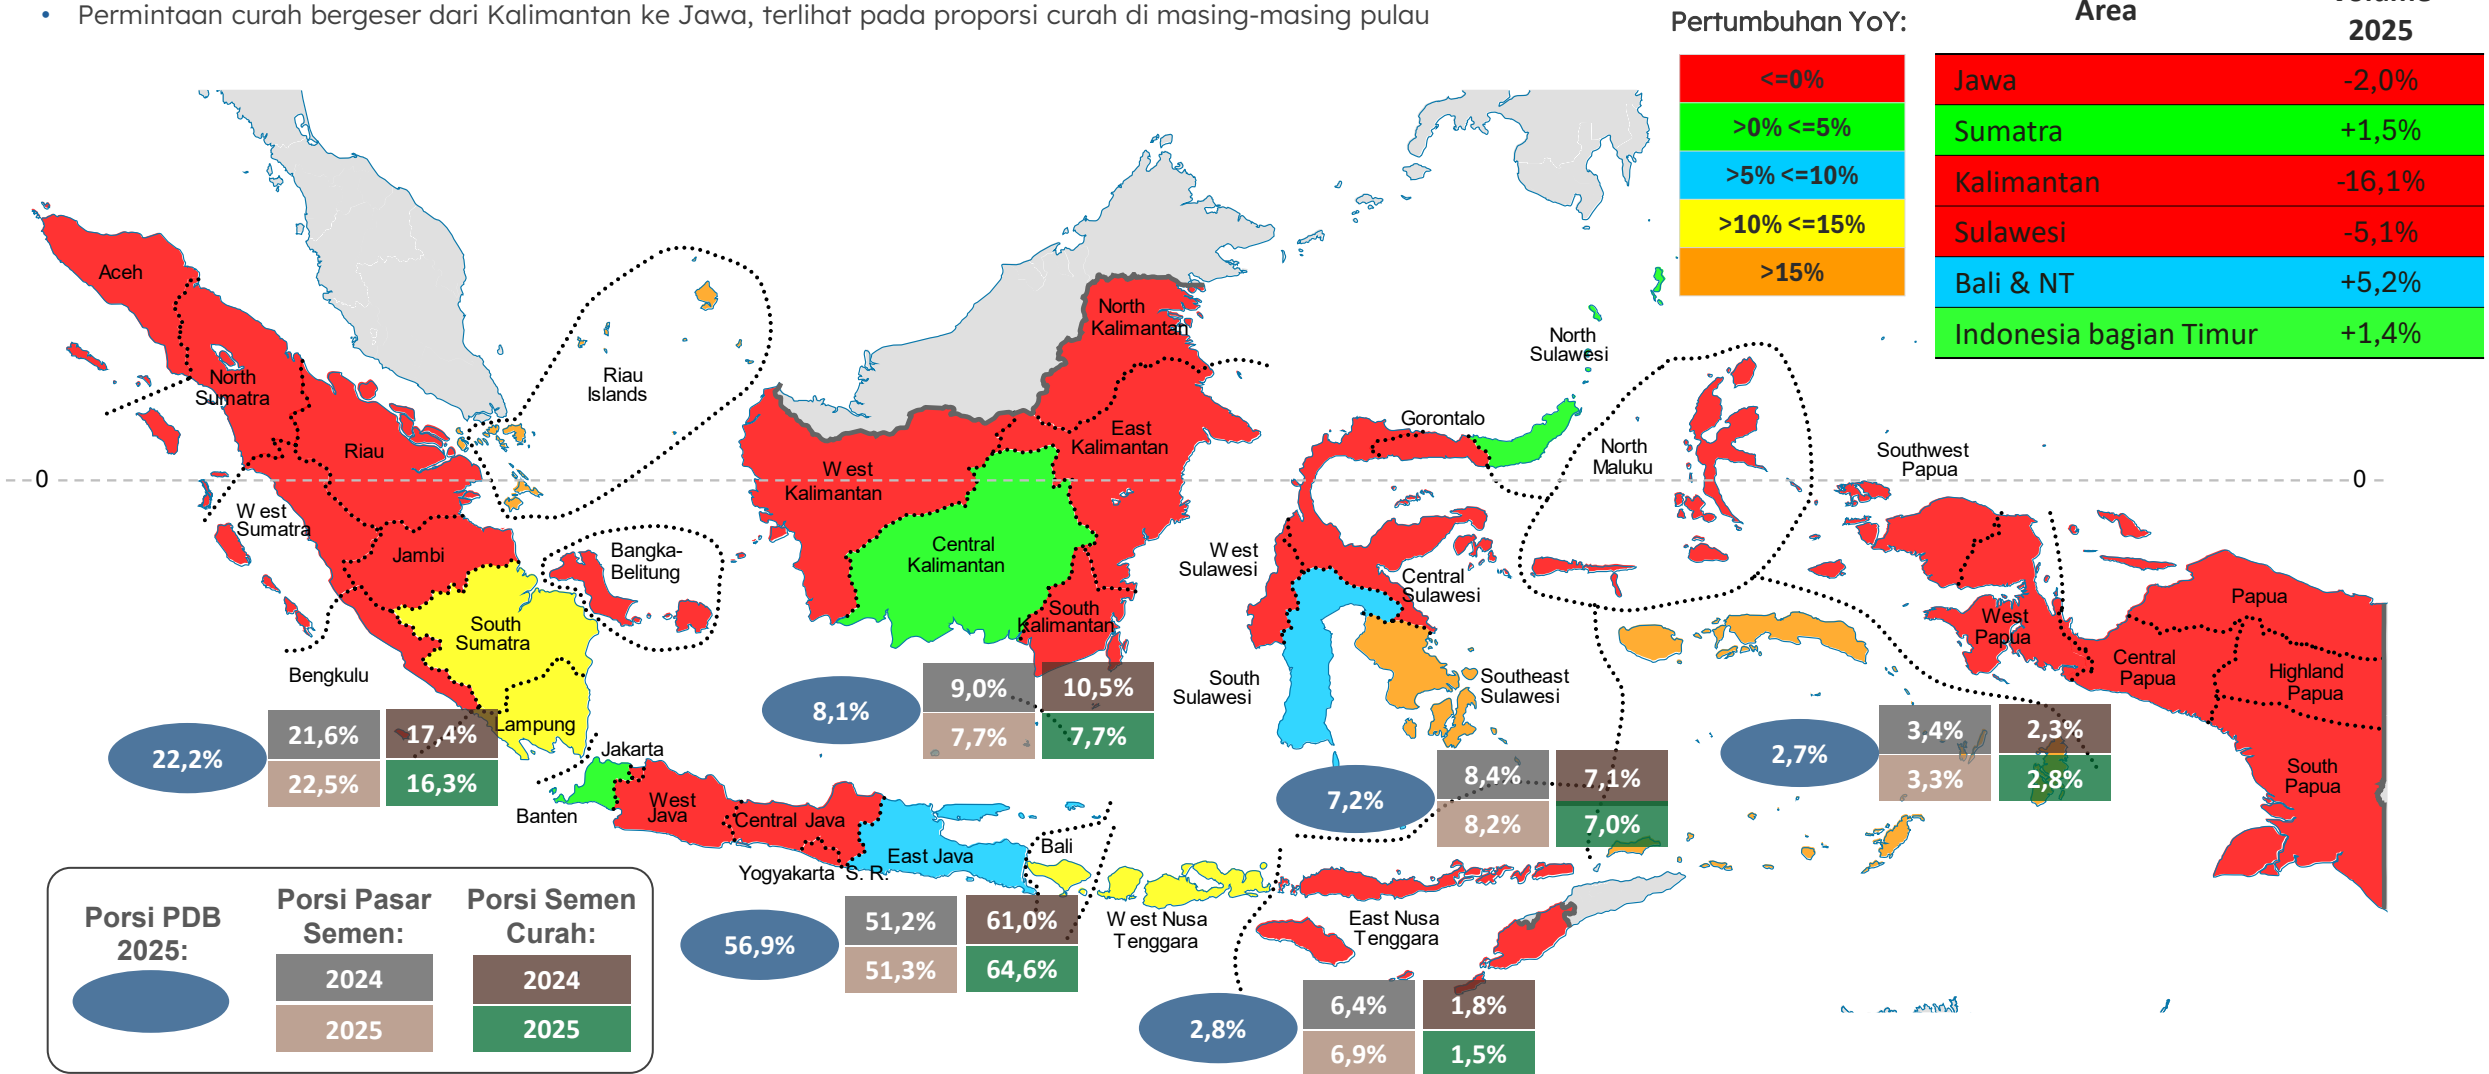 • Permintaan curah bergeser dari Kalimantan ke Jawa, terlihat pada proporsi curah di masing-masing pulau
Pertumbuhan YoY:
<=0%
>0% <=5%
>5% <=10%
>10% <=15%
>15%
Area
2025
Jawa -2,0%
Sumatra +1,5%
Kalimantan -16,1%
Sulawesi -5,1%
Bali & NT +5,2%
Indonesia bagian Timur +1,4%
Aceh
North
Sumatra
Riau
Riau
Islands
West
Sumatra
Jambi
Bangka-
Belitung
South
Sumatra
Bengkulu
Lampung
North
Kalimantan
East
Kalimantan
West
Kalimantan
Central
Kalimantan
South
Kalimantan
North
Sulawesi
Gorontalo
North
Maluku
West
Sulawesi
Central
Sulawesi
South
Sulawesi
Southeast
Sulawesi
Southwest
Papua
West
Papua
Papua
Central
Papua
Highland
Papua
South
Papua
0
0
Jakarta
Banten
West
Java
Central Java
Yogyakarta S. R.
East Java
Bali
West Nusa
Tenggara
East Nusa
Tenggara
22,2%
21,6% 17,4%
22,5% 16,3%
8,1%
9,0% 10,5%
7,7% 7,7%
7,2%
8,4% 7,1%
8,2% 7,0%
2,7%
3,4% 2,3%
3,3% 2,8%
56,9%
51,2% 61,0%
51,3% 64,6%
2,8%
6,4% 1,8%
6,9% 1,5%
Porsi PDB
2025:
Porsi Pasar
Semen:
2024
2025
Porsi Semen
Curah:
2024
2025